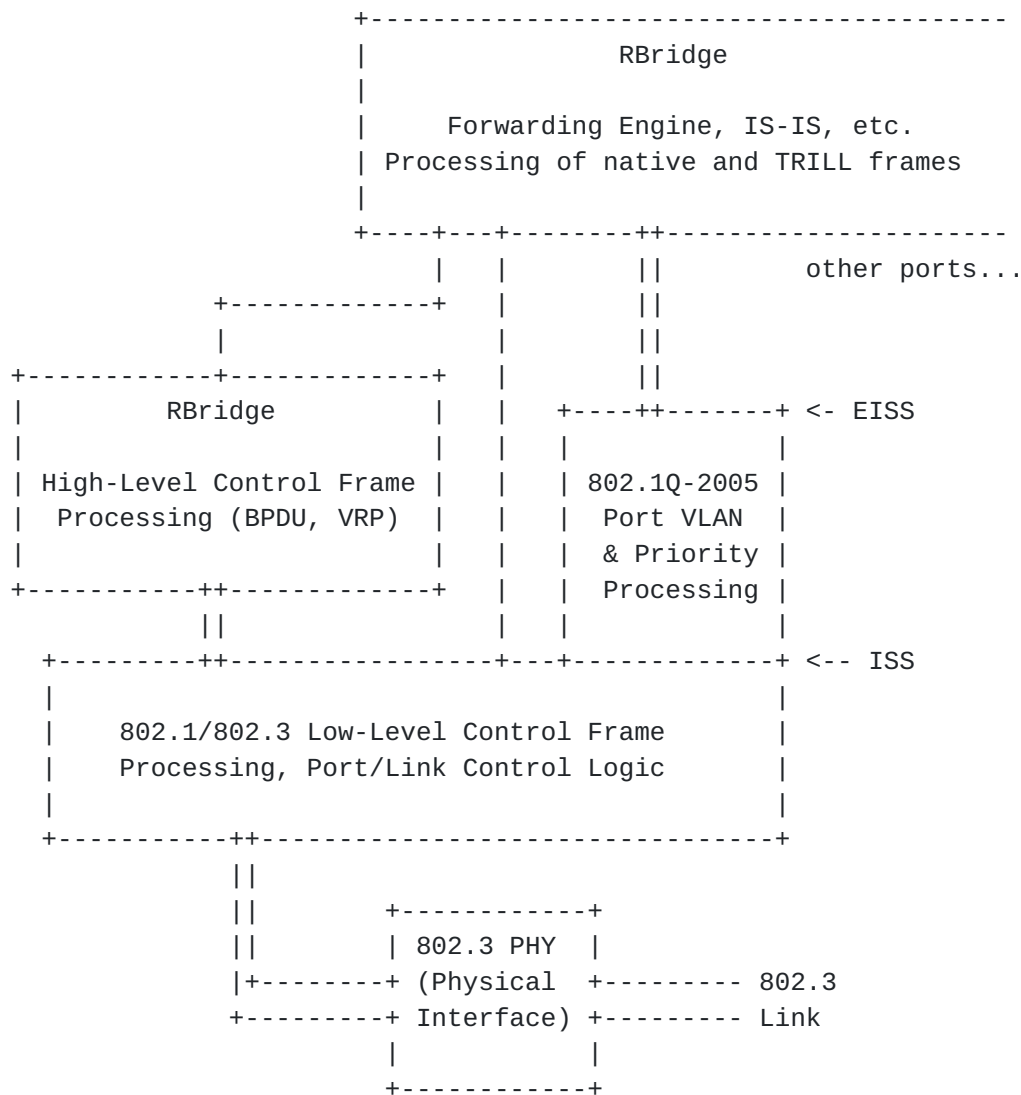 RBridge
Forwarding Engine, IS-IS, etc.
Processing of native and TRILL frames
other ports...
RBridge
High-Level Control Frame
Processing (BPDU, VRP)
<- EISS
802.1Q-2005
Port VLAN
& Priority
Processing
<-- ISS
802.1/802.3 Low-Level Control Frame
Processing, Port/Link Control Logic
802.3 PHY
(Physical
Interface)
802.3
Link